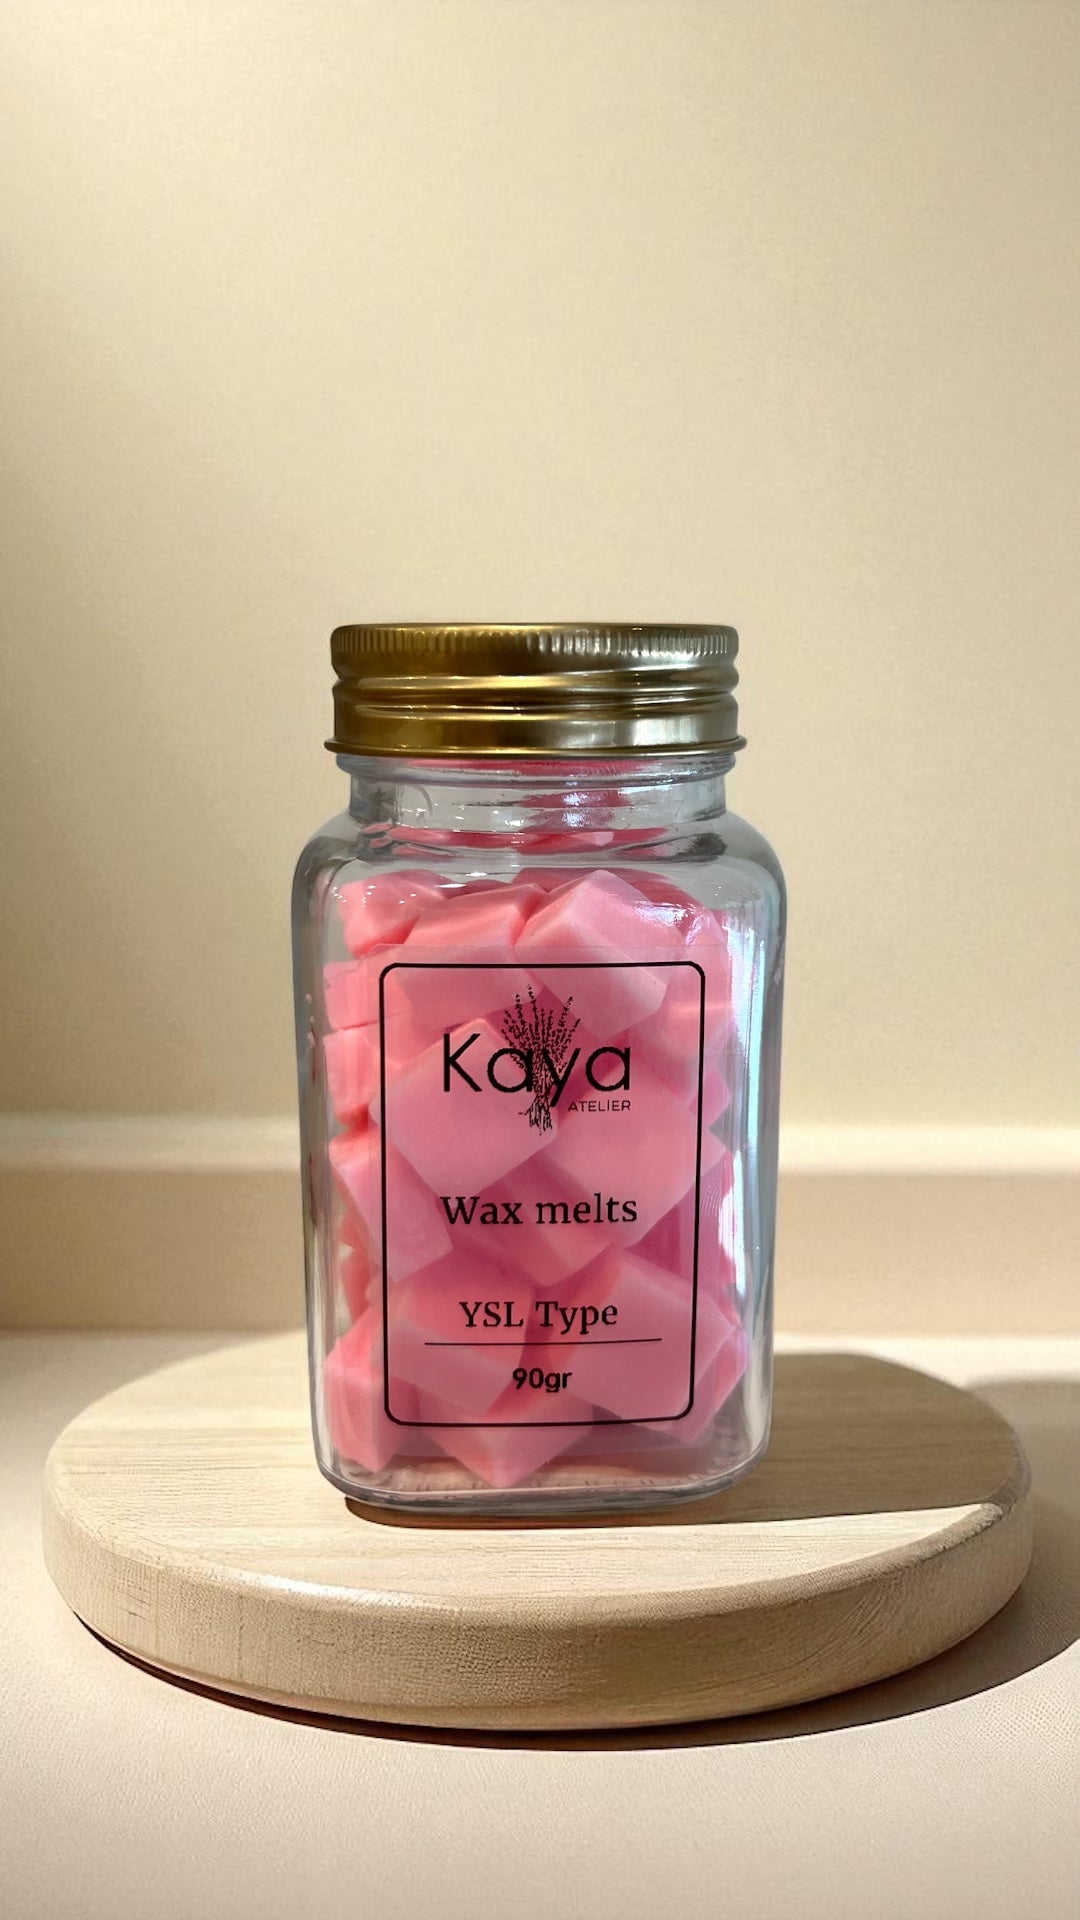 Kaya
ATELIER
Wax melts
YSL Type
90gr